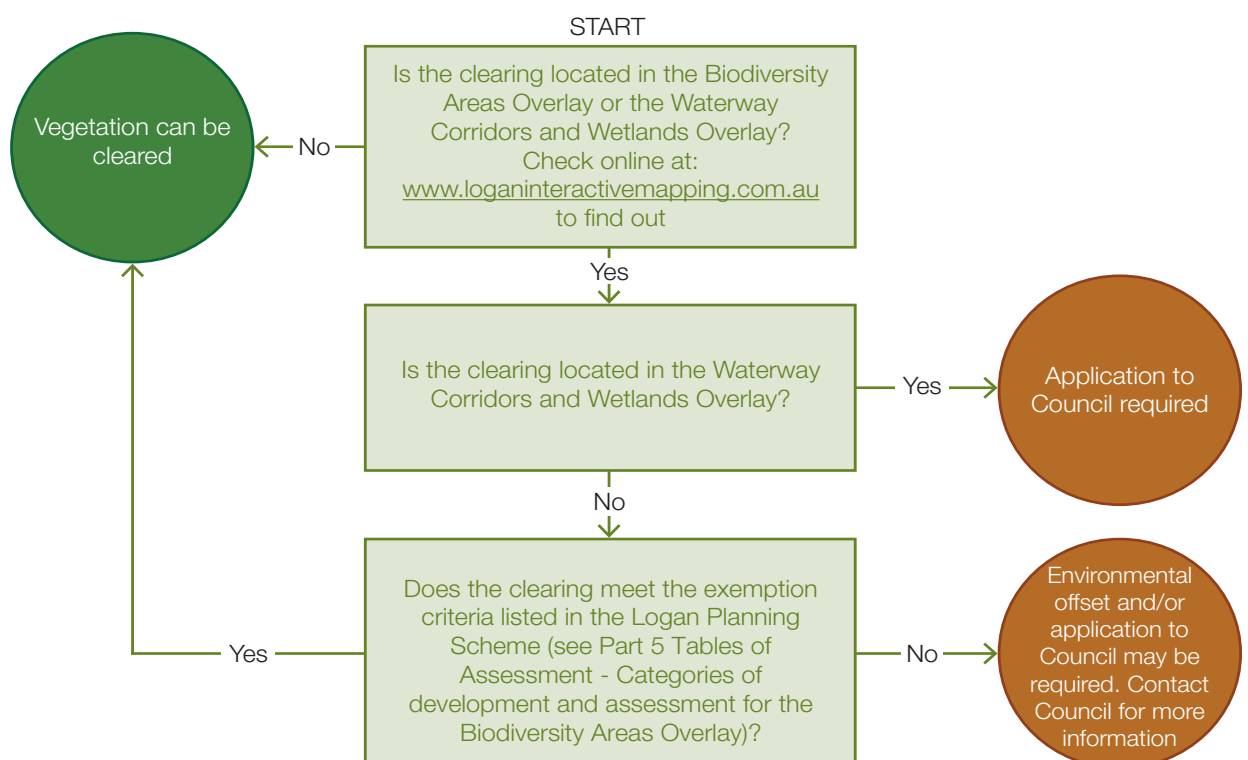 START
Is the clearing located in the Biodiversity
Areas Overlay or the Waterway
Corridors and Wetlands Overlay?
Check online at:
www.loganinteractivemapping.com.au
to find out
No
Vegetation can be
cleared
Yes
Is the clearing located in the Waterway
Corridors and Wetlands Overlay?
Yes
Application to
Council required
No
Does the clearing meet the exemption
criteria listed in the Logan Planning
Scheme (see Part 5 Tables of
Assessment - Categories of
development and assessment for the
Biodiversity Areas Overlay)?
Yes
No
Environmental
offset and/or
application to
Council may be
required. Contact
Council for more
information